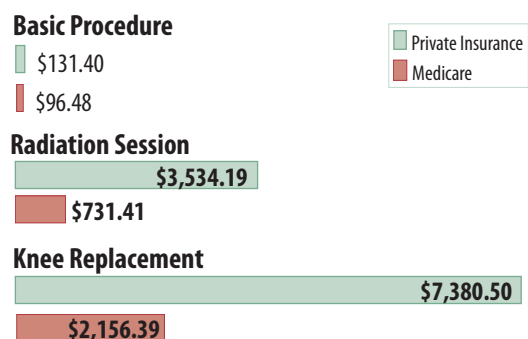 Basic Procedure
Private Insurance
Medicare
$131.40
$96.48
Radiation Session
$3,534.19
$731.41
Knee Replacement
$7,380.50
$2,156.39